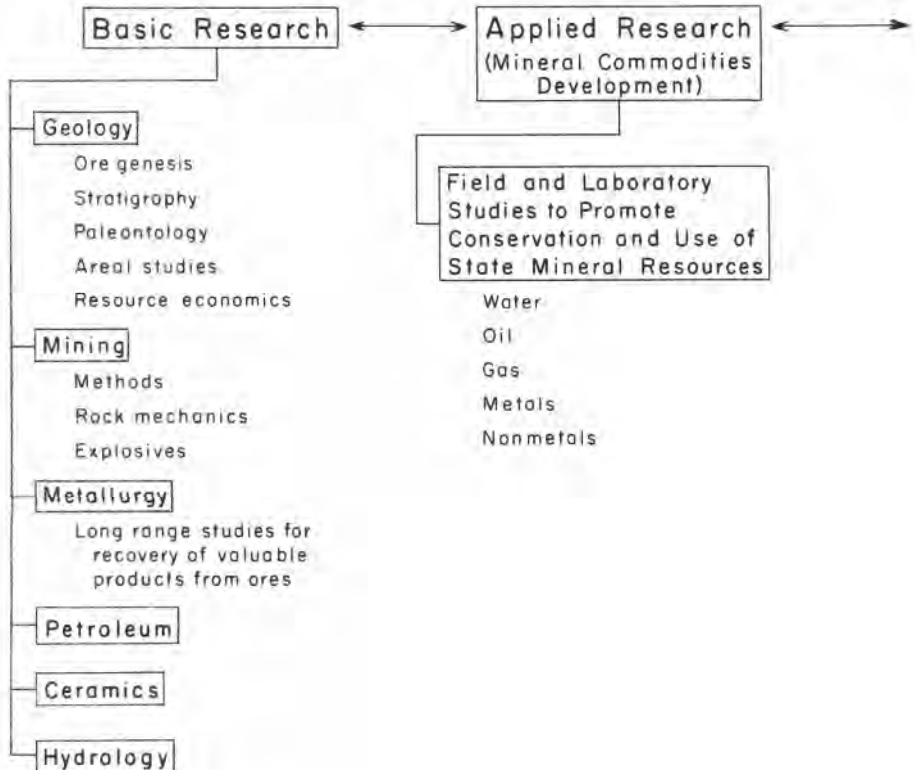 Basic Research
Geology
Ore genesis
Stratigraphy
Paleontology
Areal studies
Resource economics
Mining
Methods
Rock mechanics
Explosives
Metallurgy
Long range studies for
recovery of valuable
products from ores
Petroleum
Ceramics
Hydrology
Applied Research
(Mineral Commodities
Development)
Field and Laboratory
Studies to Promote
Conservation and Use of
State Mineral Resources
Water
Oil
Gas
Metals
Nonmetals